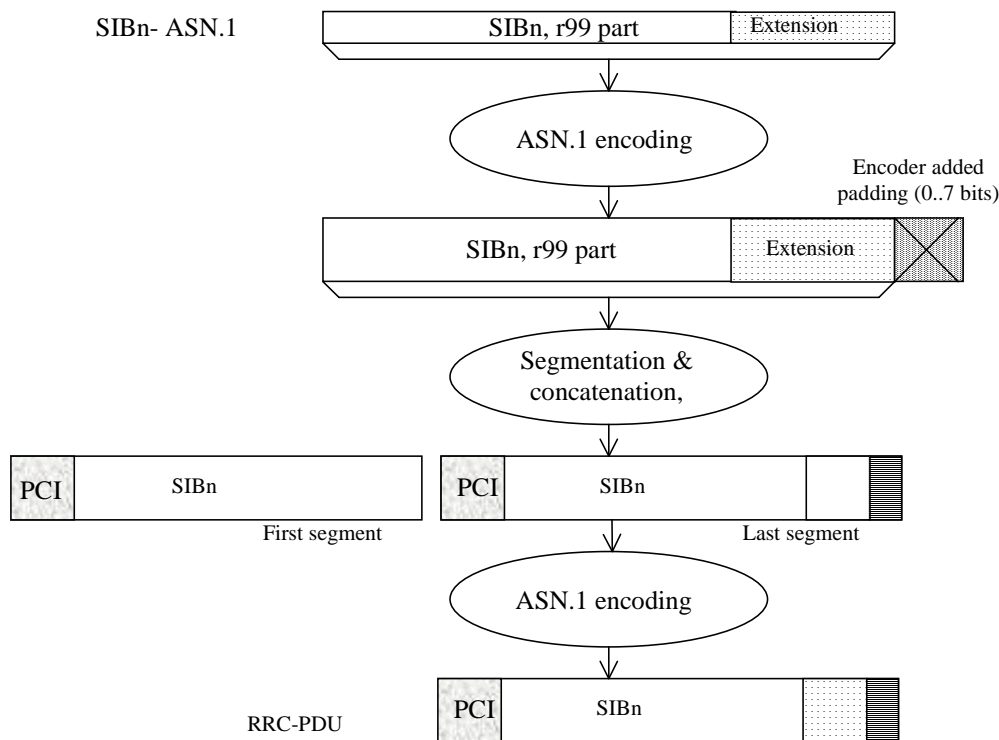 SIBn- ASN.1
SIBn, r99 part
Extension
ASN.1 encoding
Encoder added
padding (0..7 bits)
SIBn, r99 part
Extension
Segmentation &
concatenation,
PCI
SIBn
PCI
SIBn
First segment
Last segment
ASN.1 encoding
PCI
SIBn
RRC-PDU